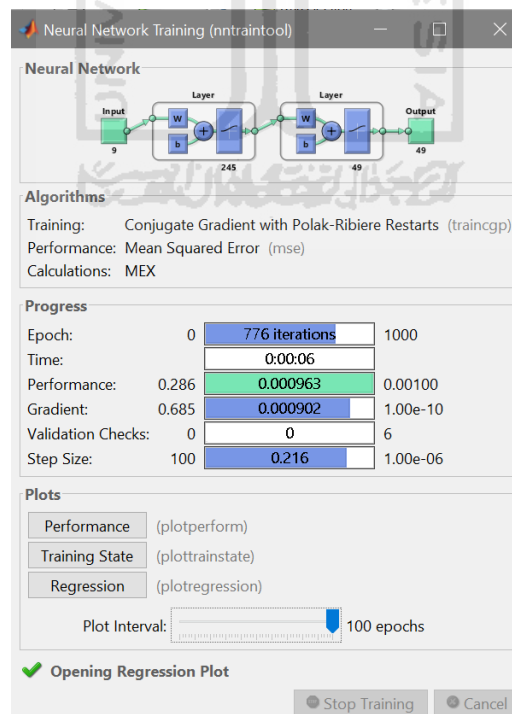 Neural Network Training (nntraintool)
Neural Network
Layer Layer
Input Output
W W
b b
9 245 49 49
Algorithms
Training: Conjugate Gradient with Polak-Ribiere Restarts (traincgp)
Performance: Mean Squared Error (mse)
Calculations: MEX
Progress
Epoch: 0 776 iterations 1000
Time: 0:00:06
Performance: 0.286 0.000963 0.00100
Gradient: 0.685 0.000902 1.00e-10
Validation Checks: 0 0 6
Step Size: 100 0.216 1.00e-06
Plots
Performance (plotperform)
Training State (plottrainstate)
Regression (plotregression)
Plot Interval: 100 epochs
Opening Regression Plot
Stop Training Cancel